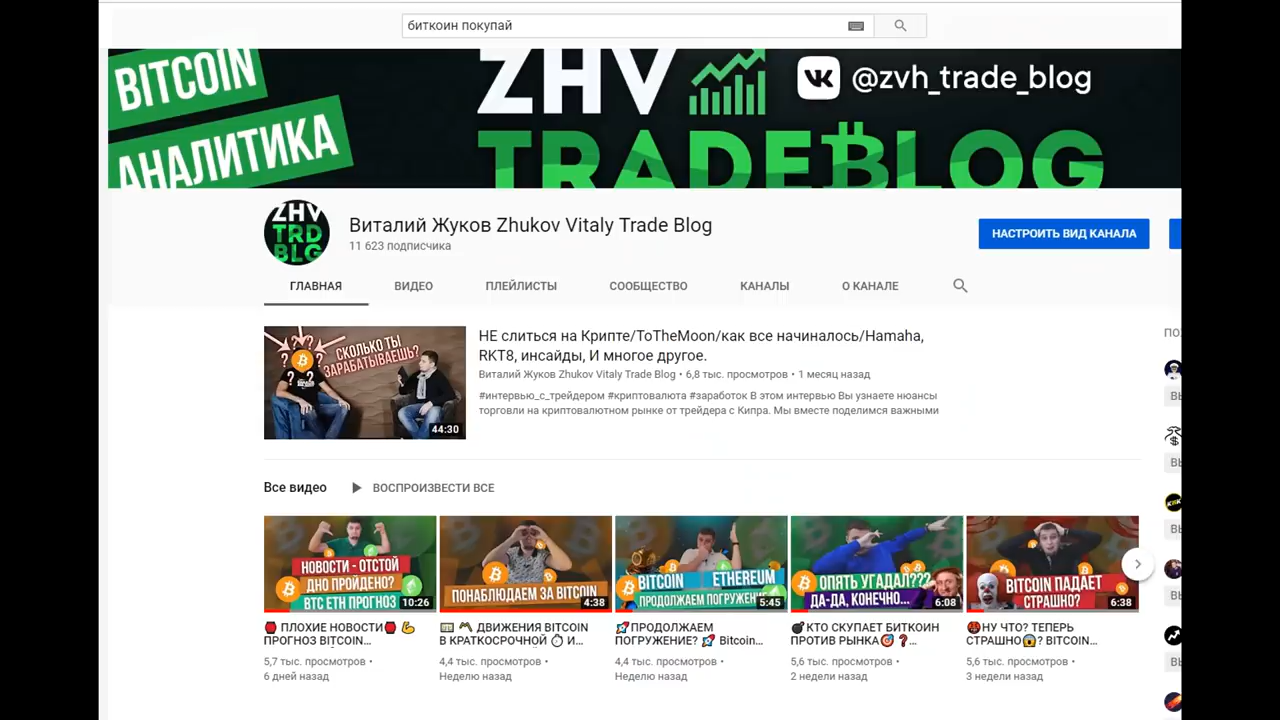 биткоин покупай
BITCOIN
АНАЛИТИКА
ZHV
TRADEBLOG
@zvh_trade_blog
ZHV
TRD
BLG
Виталий Жуков Zhukov Vitaly Trade Blog
11 623 подписчика
НАСТРОИТЬ ВИД КАНАЛА
ГЛАВНАЯ
ВИДЕО
ПЛЕЙЛИСТЫ
СООБЩЕСТВО
КАНАЛЫ
О КАНАЛЕ
СКОЛЬКО ТЫ
ЗАРАБАТЫВАЕШЬ?
44:30
НЕ слиться на Крипте/ToTheMoon/как все начиналось/Hamaha,
RKT8, инсайды, И многое другое.
Виталий Жуков Zhukov Vitaly Trade Blog • 6,8 тыс. просмотров • 1 месяц назад
#интервью_с_трейдером #криптовалюта #заработок В этом интервью Вы узнаете нюансы
торговли на криптовалютном рынке от трейдера с Кипра. Мы вместе поделимся важными
Все видео
ВОСПРОИЗВЕСТИ ВСЕ
НОВОСТИ - ОТСТОЙ
ДНО ПРОЙДЕНО?
BTC ETH ПРОГНОЗ
10:26
🛑 ПЛОХИЕ НОВОСТИ🛑 💪
ПРОГНОЗ BITCOIN...
5,7 тыс. просмотров •
6 дней назад
ПОНАБЛЮДАЕМ ЗА BITCOIN
4:38
ДВИЖЕНИЯ BITCOIN
В КРАТКОСРОЧНОЙ ⏱ И...
4,4 тыс. просмотров •
Неделю назад
BITCOIN ETHEREUM
ПРОДОЛЖАЕМ ПОГРУЖЕНИЕ
5:45
🚀ПРОДОЛЖАЕМ
ПОГРУЖЕНИЕ? 🚀 Bitcoin...
4,4 тыс. просмотров •
Неделю назад
ОПЯТЬ УГАДАЛ???
ДА-ДА, КОНЕЧНО...
6:08
💣КТО СКУПАЕТ БИТКОИН
ПРОТИВ РЫНКА🎯 ❓...
5,6 тыс. просмотров •
2 недели назад
BITCOIN ПАДАЕТ
СТРАШНО?
6:38
НУ ЧТО? ТЕПЕРЬ
СТРАШНО😱? BITCOIN...
5,6 тыс. просмотров •
3 недели назад